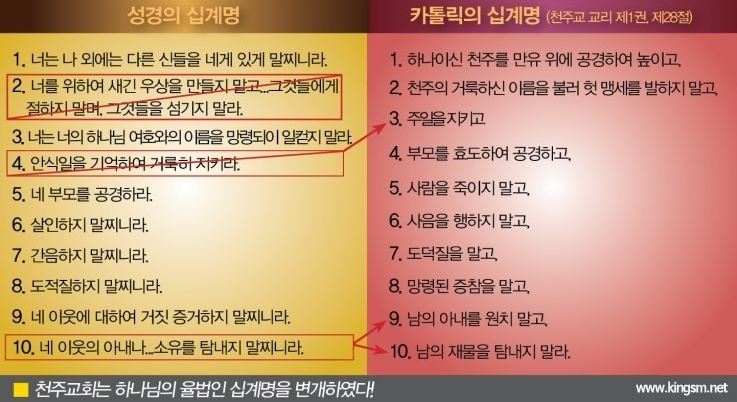 성경의 십계명
1. 너는 나 외에는 다른 신들을 네게 있게 말찌니라.
2. 너를 위하여 새긴 우상을 만들지 말고...그것들에게
절하지 말며, 그것들을 섬기지 말라.
3. 너는 너의 하나님 여호와의 이름을 망령되이 일컫지 말라.
4. 안식일을 기억하여 거룩히 지키라.
5. 네 부모를 공경하라.
6. 살인하지 말찌니라.
7. 간음하지 말찌니라.
8. 도적질하지 말찌니라.
9. 네 이웃에 대하여 거짓 증거하지 말찌니라.
10. 네 이웃의 아내나...소유를 탐내지 말찌니라.
카톨릭의 십계명 (천주교 교리 제1권, 제28절)
1. 하나이신 천주를 만유 위에 공경하여 높이고,
2. 천주의 거룩하신 이름을 불러 헛 맹세를 발하지 말고,
3. 주일을 지키고
4. 부모를 효도하여 공경하고,
5. 사람을 죽이지 말고,
6. 사음을 행하지 말고,
7. 도덕질을 말고,
8. 망령된 증참을 말고,
9. 남의 아내를 원치 말고,
10. 남의 재물을 탐내지 말라.
천주교회는 하나님의 율법인 십계명을 변개하였다!
www.kingsm.net